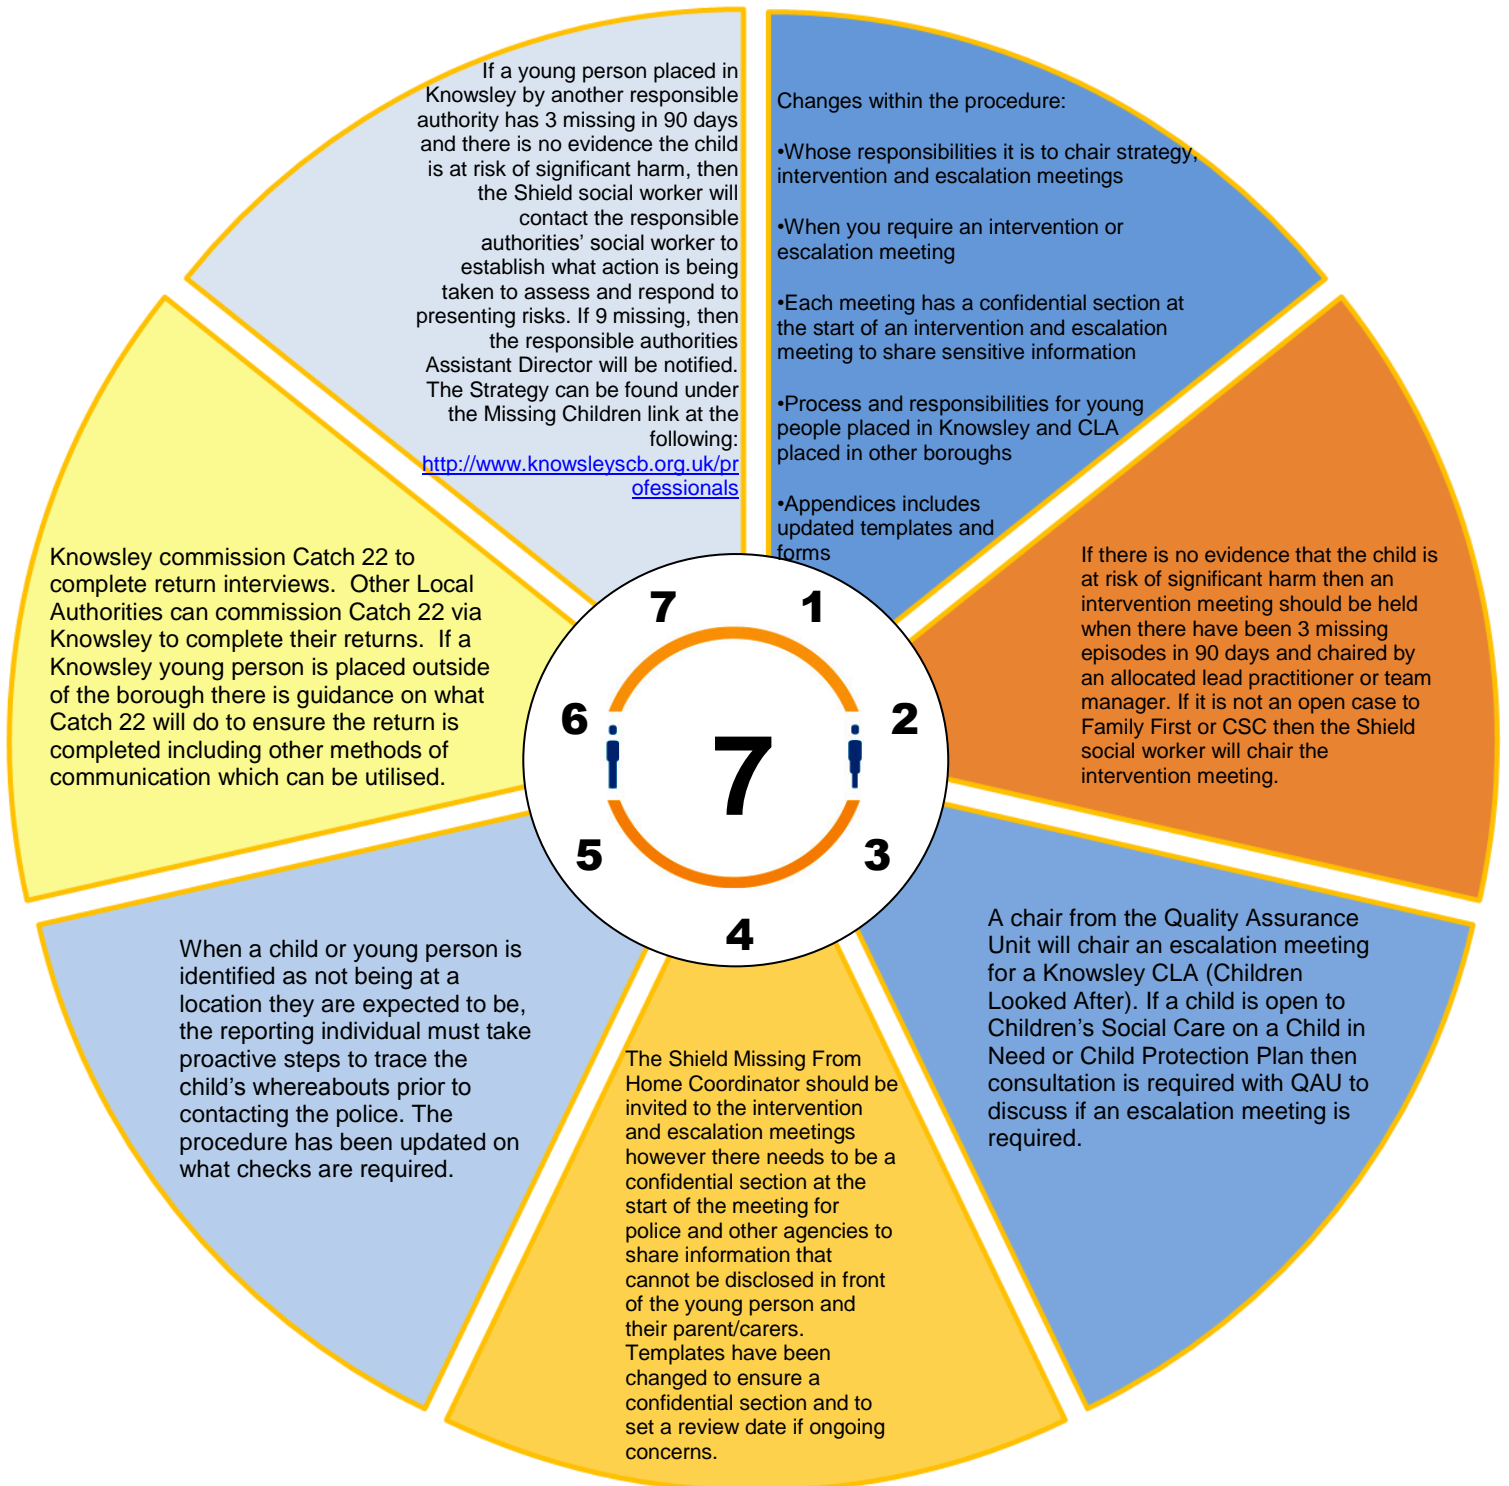 Changes within the procedure:
•Whose responsibilities it is to chair strategy,
intervention and escalation meetings
•When you require an intervention or
escalation meeting
•Each meeting has a confidential section at
the start of an intervention and escalation
meeting to share sensitive information
•Process and responsibilities for young
people placed in Knowsley and CLA
placed in other boroughs
•Appendices includes
updated templates and
forms
If there is no evidence that the child is
at risk of significant harm then an
intervention meeting should be held
when there have been 3 missing
episodes in 90 days and chaired by
an allocated lead practitioner or team
manager. If it is not an open case to
Family First or CSC then the Shield
social worker will chair the
intervention meeting.
A chair from the Quality Assurance
Unit will chair an escalation meeting
for a Knowsley CLA (Children
Looked After). If a child is open to
Children’s Social Care on a Child in
Need or Child Protection Plan then
consultation is required with QAU to
discuss if an escalation meeting is
required.
The Shield Missing From
Home Coordinator should be
invited to the intervention
and escalation meetings
however there needs to be a
confidential section at the
start of the meeting for
police and other agencies to
share information that
cannot be disclosed in front
of the young person and
their parent/carers.
Templates have been
changed to ensure a
confidential section and to
set a review date if ongoing
concerns.
When a child or young person is
identified as not being at a
location they are expected to be,
the reporting individual must take
proactive steps to trace the
child’s whereabouts prior to
contacting the police. The
procedure has been updated on
what checks are required.
Knowsley commission Catch 22 to
complete return interviews.  Other Local
Authorities can commission Catch 22 via
Knowsley to complete their returns.  If a
Knowsley young person is placed outside
of the borough there is guidance on what
Catch 22 will do to ensure the return is
completed including other methods of
communication which can be utilised.
If a young person placed in
Knowsley by another responsible
authority has 3 missing in 90 days
and there is no evidence the child
is at risk of significant harm, then
the Shield social worker will
contact the responsible
authorities’ social worker to
establish what action is being
taken to assess and respond to
presenting risks. If 9 missing, then
the responsible authorities
Assistant Director will be notified.
The Strategy can be found under
the Missing Children link at the
following:
http://www.knowsleyscb.org.uk/pr
ofessionals
1
2
3
4
5
6
7
7